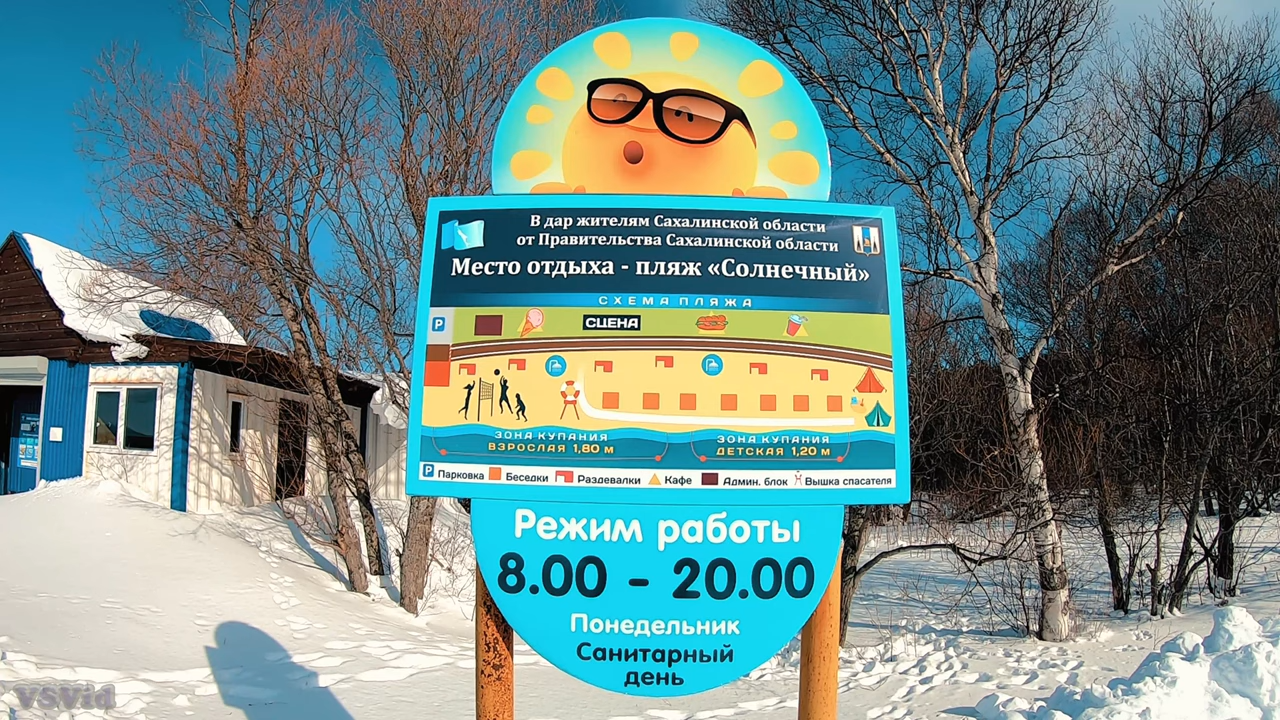 В дар жителям Сахалинской области
от Правительства Сахалинской области
Место отдыха - пляж «Солнечный»
СХЕМА ПЛЯЖА
P
СЦЕНА
ЗОНА КУПАНИЯ
ВЗРОСЛАЯ 1,80 М
ЗОНА КУПАНИЯ
ДЕТСКАЯ 1,20 М
P Парковка Беседки Раздевалки Кафе Админ. блок Вышка спасателя
Режим работы
8.00 - 20.00
Понедельник
Санитарный
день
VSVid